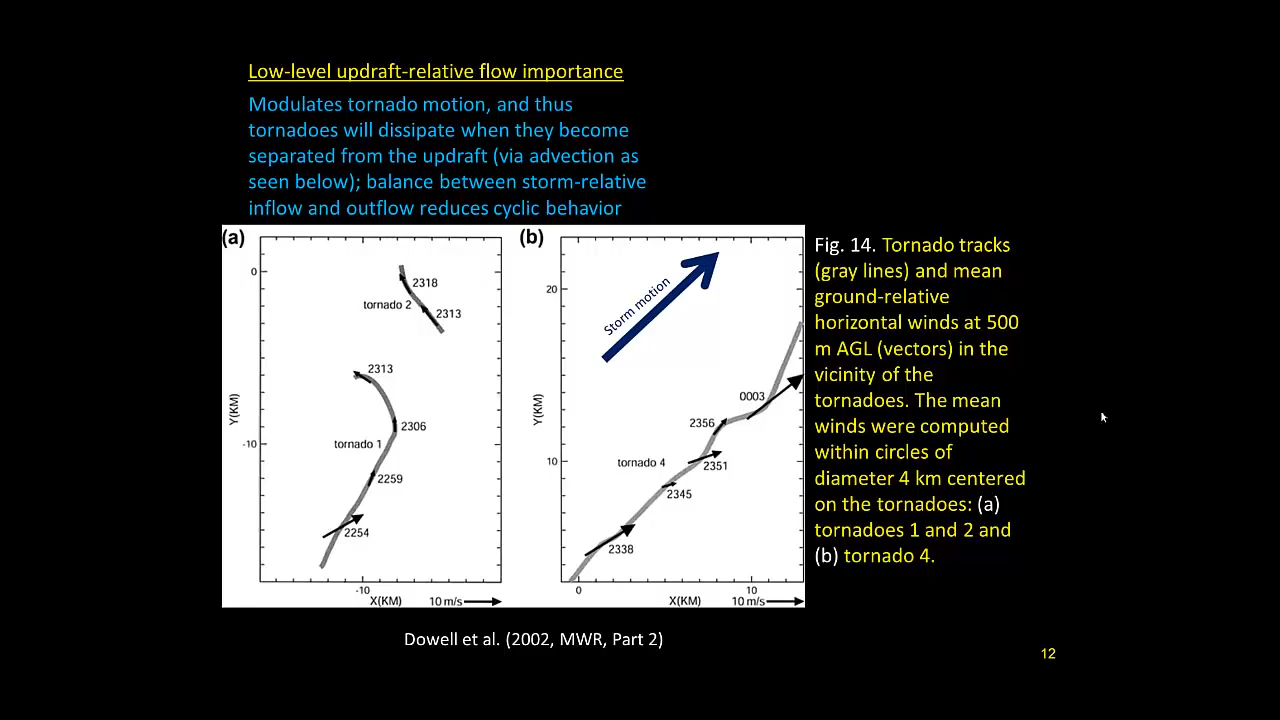 Low-level updraft-relative flow importance
Modulates tornado motion, and thus
tornadoes will dissipate when they become
separated from the updraft (via advection as
seen below); balance between storm-relative
inflow and outflow reduces cyclic behavior
(a)
0
-10
Y(KM)
2318
tornado 2
2313
2313
2306
tornado 1
2259
2254
-10
X(KM)
10 m/s
(b)
20
10
Y(KM)
Storm motion
0003
2356
tornado 4
2351
2345
2338
0
10
X(KM)
10 m/s
Fig. 14. Tornado tracks
(gray lines) and mean
ground-relative
horizontal winds at 500
m AGL (vectors) in the
vicinity of the
tornadoes. The mean
winds were computed
within circles of
diameter 4 km centered
on the tornadoes: (a)
tornadoes 1 and 2 and
(b) tornado 4.
Dowell et al. (2002, MWR, Part 2)
12